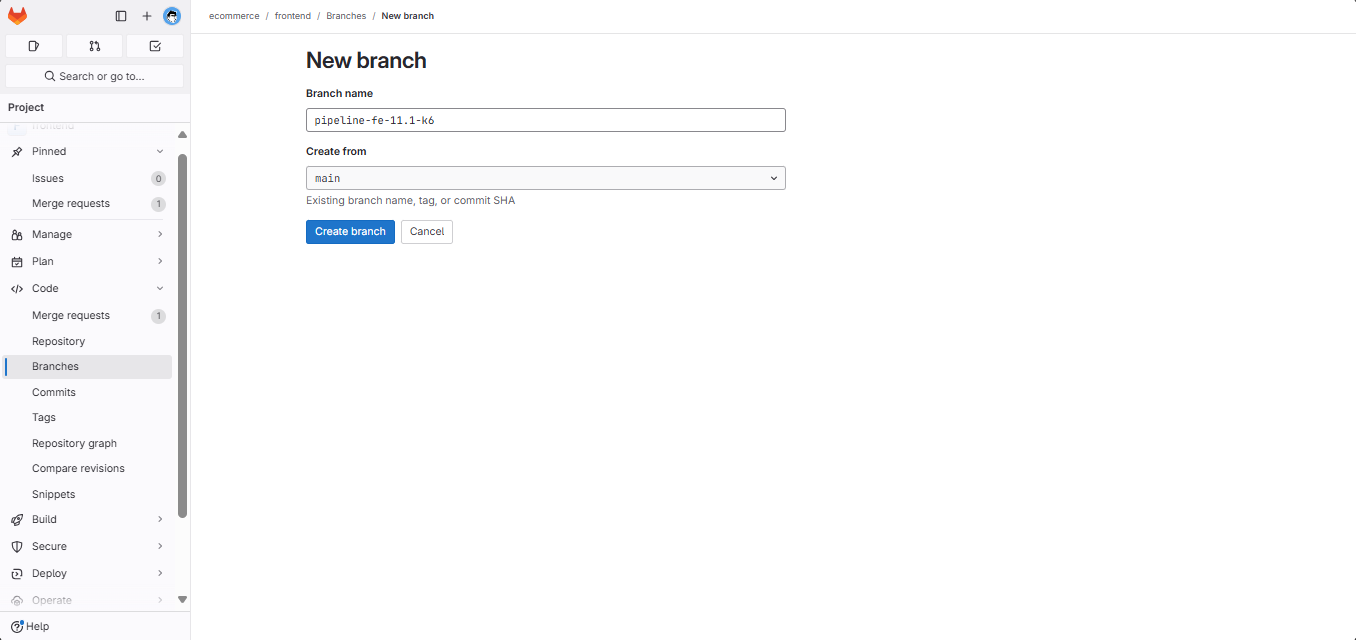 ecommerce / frontend / Branches / New branch
Search or go to...
Project
frontend
Pinned
Issues 0
Merge requests 1
Manage
Plan
Code
Merge requests 1
Repository
Branches
Commits
Tags
Repository graph
Compare revisions
Snippets
Build
Secure
Deploy
Operate
Help
New branch
Branch name
pipeline-fe-11.1-k6
Create from
main
Existing branch name, tag, or commit SHA
Create branch Cancel